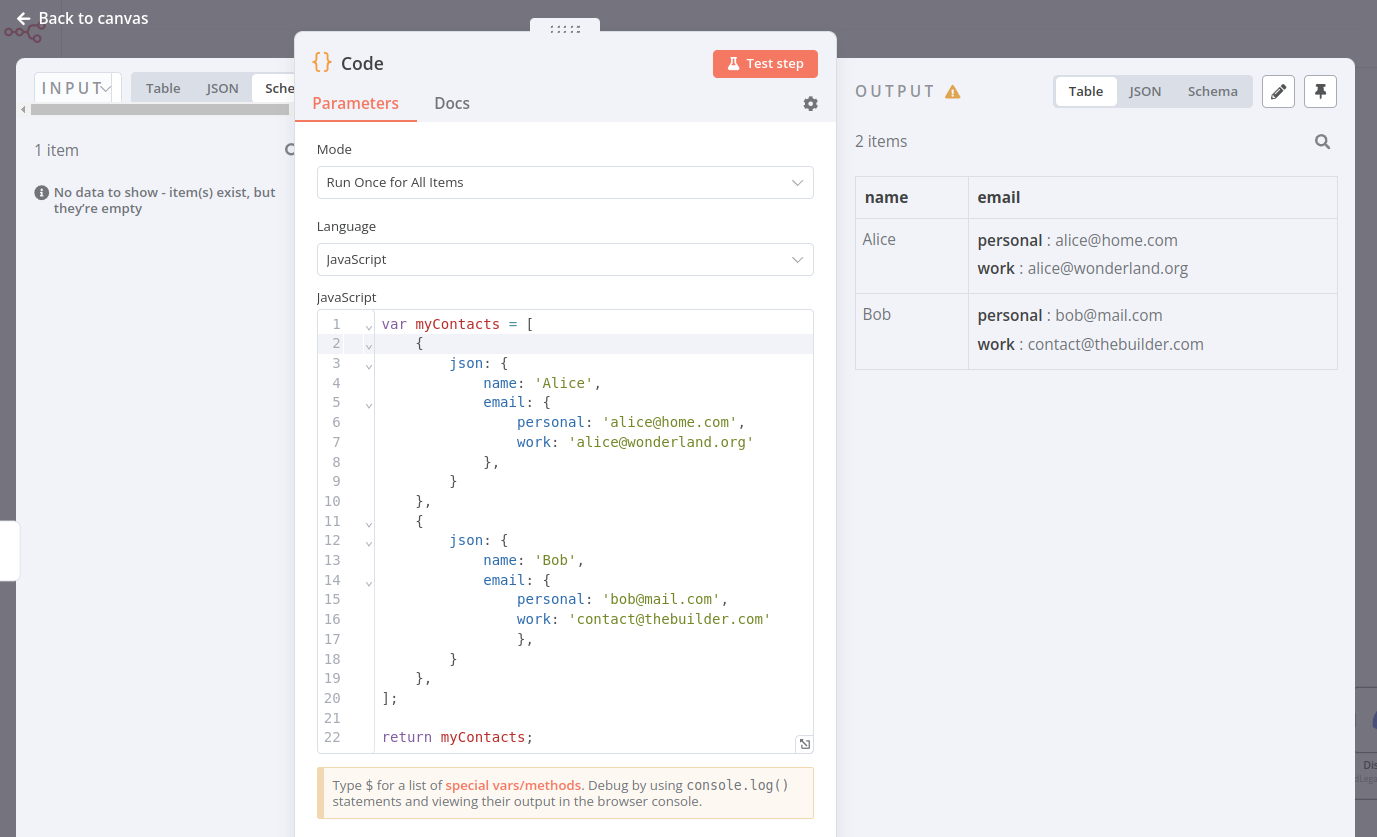 Back to canvas
INPUT
Table JSON Sche
1 item
No data to show - item(s) exist, but
they're empty
{} Code
Test step
Parameters Docs
Mode
Run Once for All Items
Language
JavaScript
JavaScript
1 var myContacts = [
2 {
3 json: {
4 name: 'Alice',
5 email: {
6 personal: 'alice@home.com',
7 work: 'alice@wonderland.org'
8 },
9 }
10 },
11 {
12 json: {
13 name: 'Bob',
14 email: {
15 personal: 'bob@mail.com',
16 work: 'contact@thebuilder.com'
17 },
18 }
19 },
20 ];
21
22 return myContacts;
Type $ for a list of special vars/methods. Debug by using console.log()
statements and viewing their output in the browser console.
OUTPUT
Table JSON Schema
2 items
name email
Alice personal : alice@home.com
work : alice@wonderland.org
Bob personal : bob@mail.com
work : contact@thebuilder.com
Dis